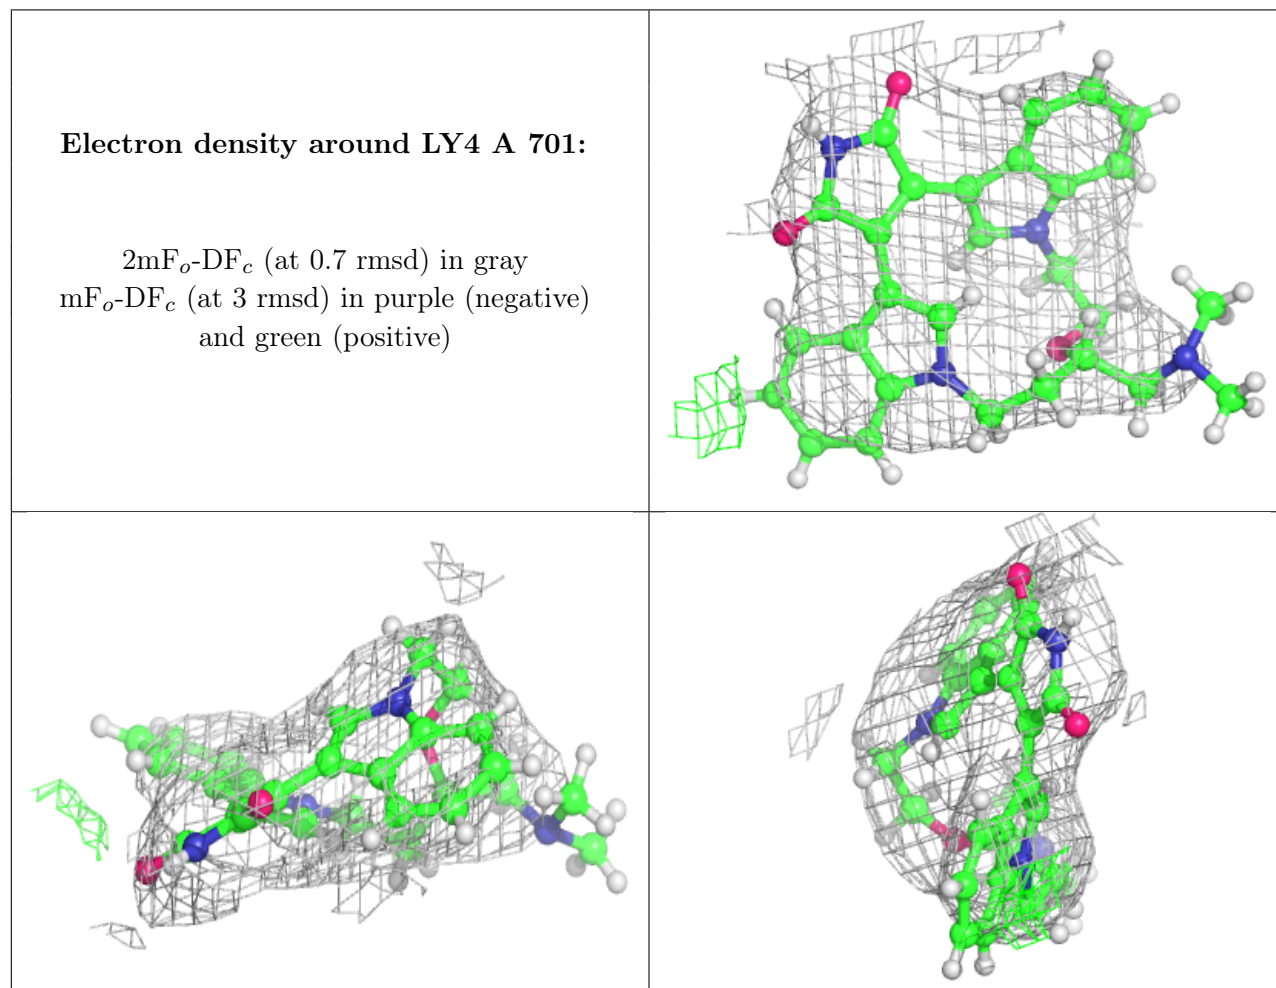 Electron density around LY4 A 701:
2mFo-DFc (at 0.7 rmsd) in gray
mFo-DFc (at 3 rmsd) in purple (negative)
and green (positive)